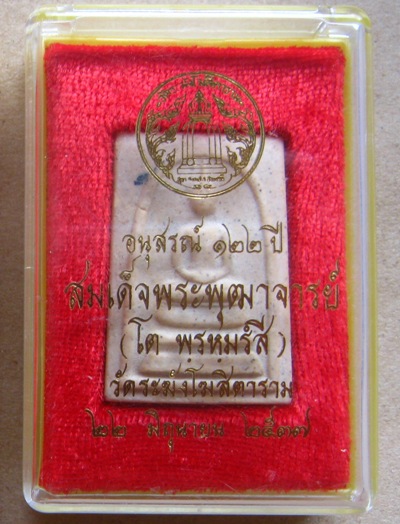 อนุสรณ์ ๑๒๒ ปี
สมเด็จพระพุฒาจารย์
(โต พฺรหฺมรํสี)
วัดระฆังโฆสิตาราม
๒๒ มิถุนายน ๒๕๓๗